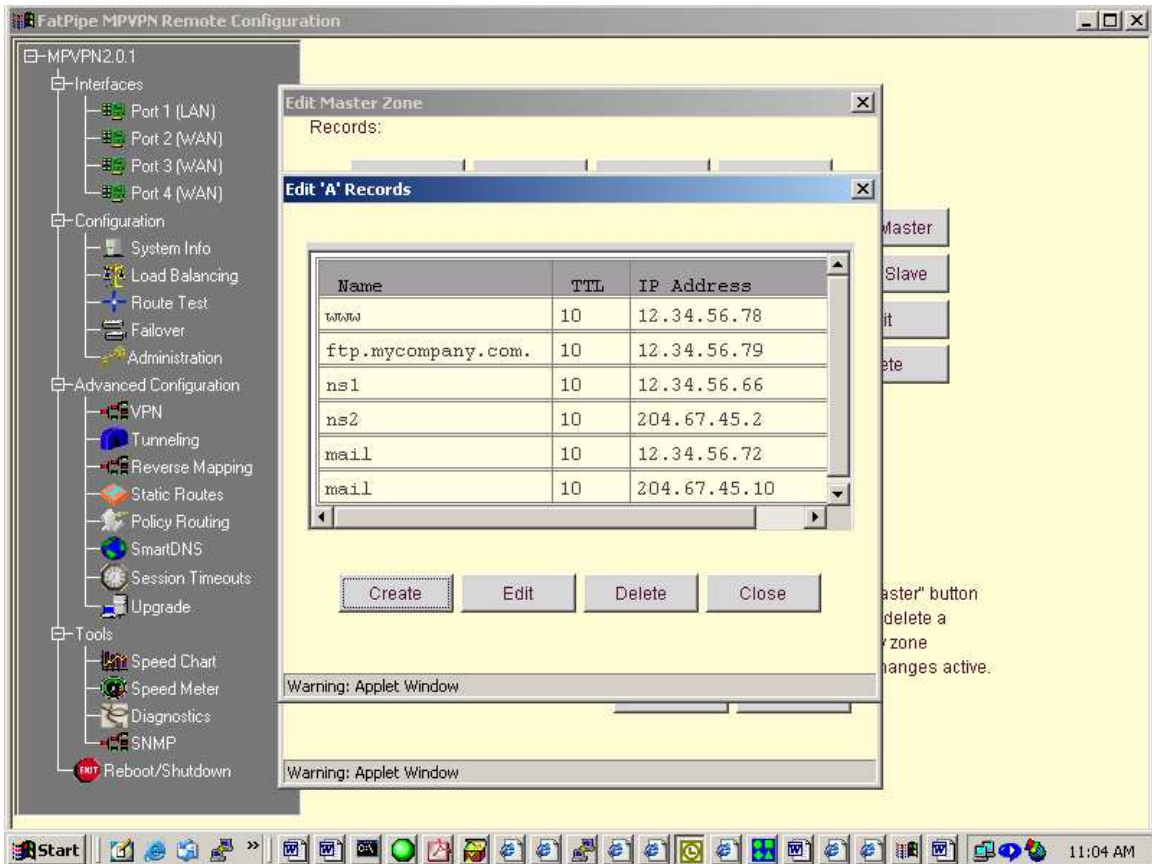 FatPipe MPVPN Remote Configuration
MPVPN2.0.1
Interfaces
Port 1 (LAN)
Port 2 (WAN)
Port 3 (WAN)
Port 4 (WAN)
Configuration
System Info
Load Balancing
Route Test
Failover
Administration
Advanced Configuration
VPN
Tunneling
Reverse Mapping
Static Routes
Policy Routing
SmartDNS
Session Timeouts
Upgrade
Tools
Speed Chart
Speed Meter
Diagnostics
SNMP
EXIT Reboot/Shutdown
Edit Master Zone
Records:
Edit 'A' Records
Name TTL IP Address
www 10 12.34.56.78
ftp.mycompany.com. 10 12.34.56.79
ns1 10 12.34.56.66
ns2 10 204.67.45.2
mail 10 12.34.56.72
mail 10 204.67.45.10
Create Edit Delete Close
Warning: Applet Window
Warning: Applet Window
Master
Slave
it
ete
aster" button
delete a
zone
anges active.
Start
11:04 AM